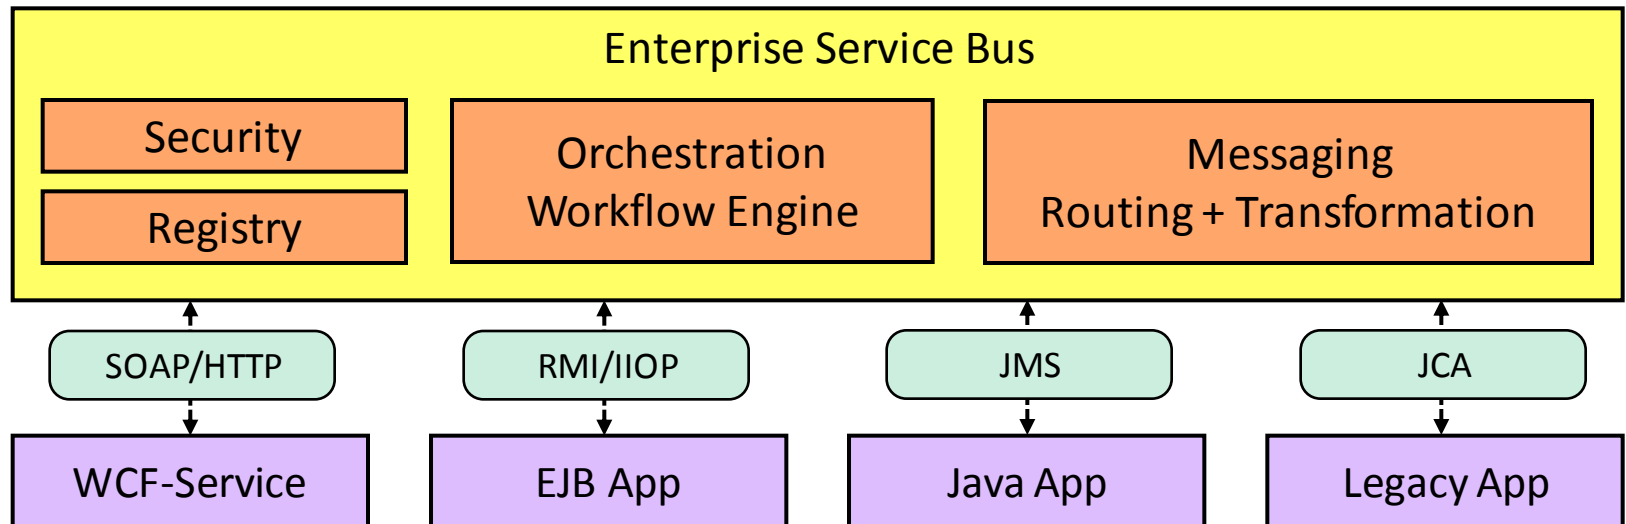 Enterprise Service Bus
Security
Registry
Orchestration
Workflow Engine
Messaging
Routing + Transformation
SOAP/HTTP
RMI/IIOP
JMS
JCA
WCF-Service
EJB App
Java App
Legacy App